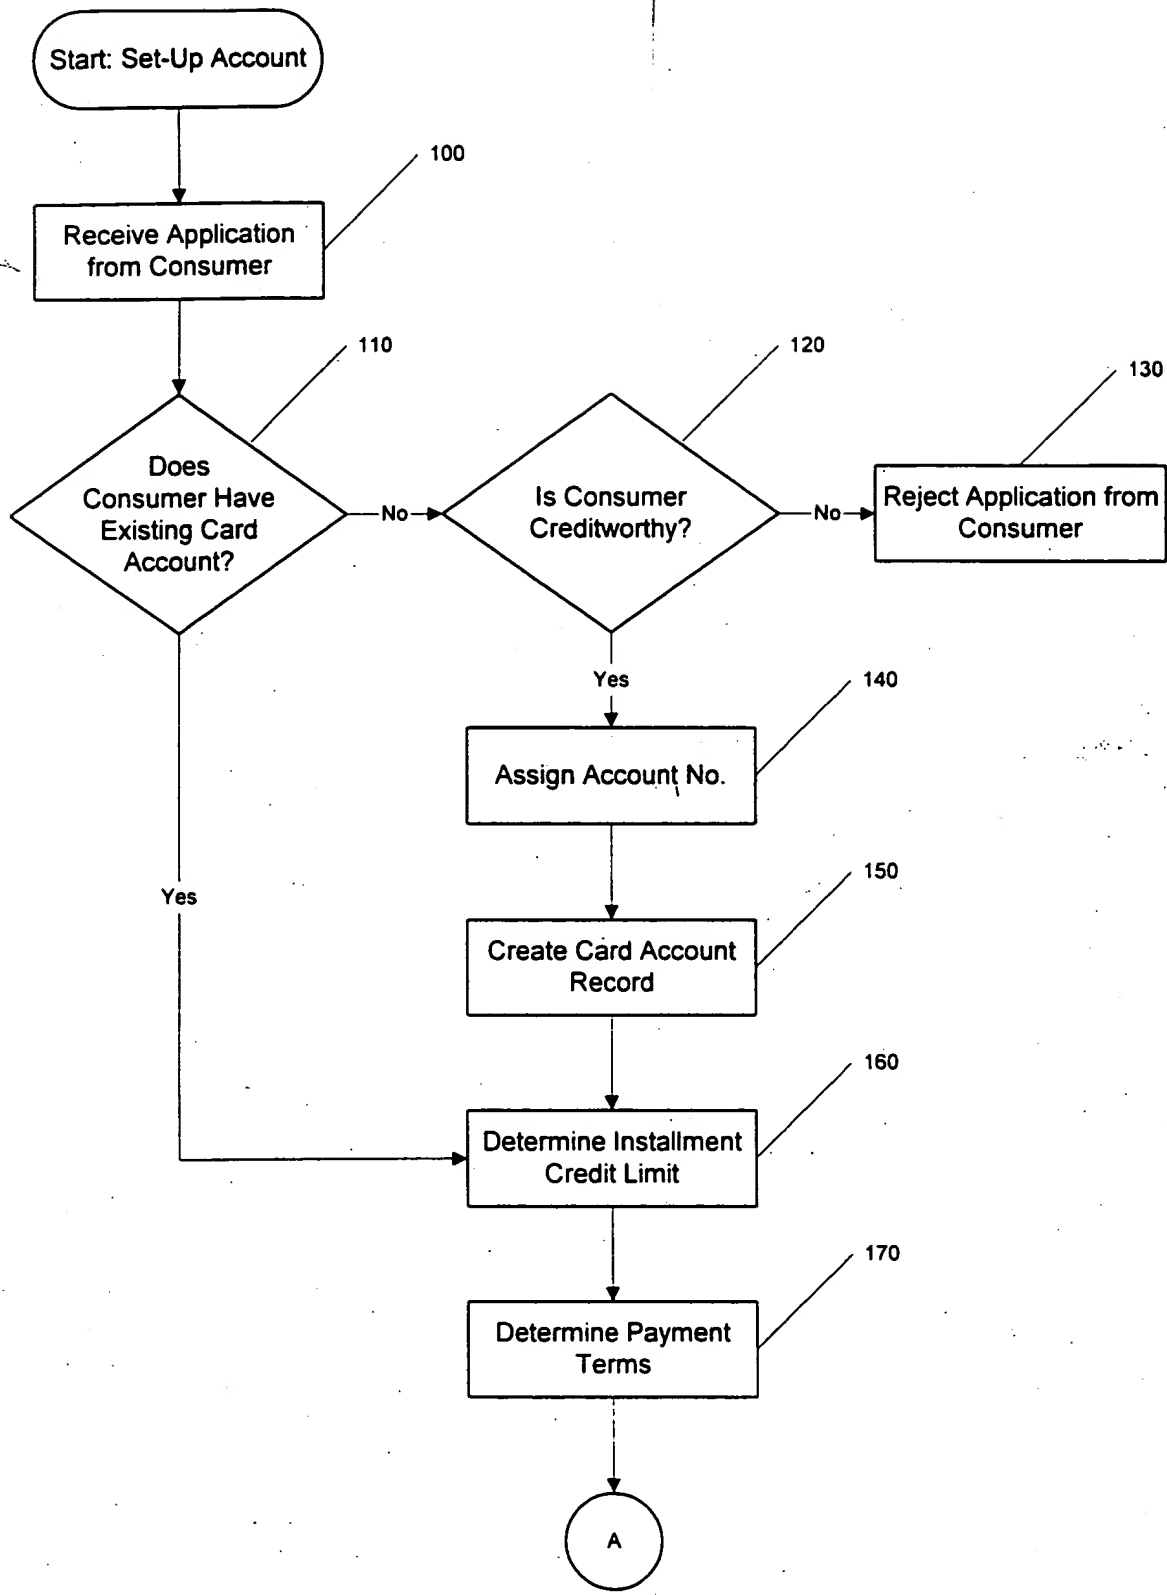 Start: Set-Up Account
100
Receive Application
from Consumer
110
Does
Consumer Have
Existing Card
Account?
No
120
Is Consumer
Creditworthy?
No
130
Reject Application from
Consumer
Yes
140
Assign Account No.
150
Create Card Account
Record
Yes
160
Determine Installment
Credit Limit
170
Determine Payment
Terms
A